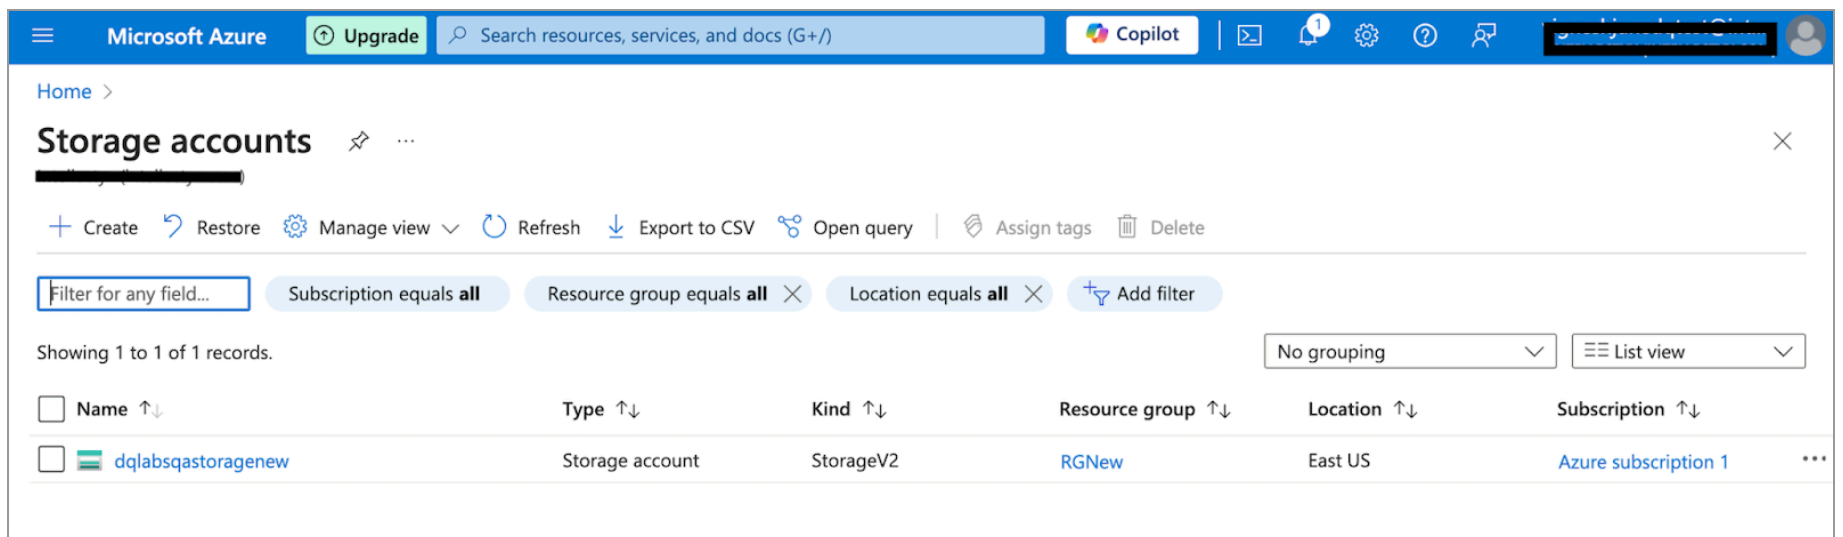 Microsoft Azure Upgrade Search resources, services, and docs (G+/) Copilot 1
Home >
Storage accounts ...
+ Create Restore Manage view Refresh Export to CSV Open query Assign tags Delete
Filter for any field... Subscription equals all Resource group equals all Location equals all Add filter
Showing 1 to 1 of 1 records. No grouping List view
Name Type Kind Resource group Location Subscription
dqlabsqastoragenew Storage account StorageV2 RGNew East US Azure subscription 1 ...